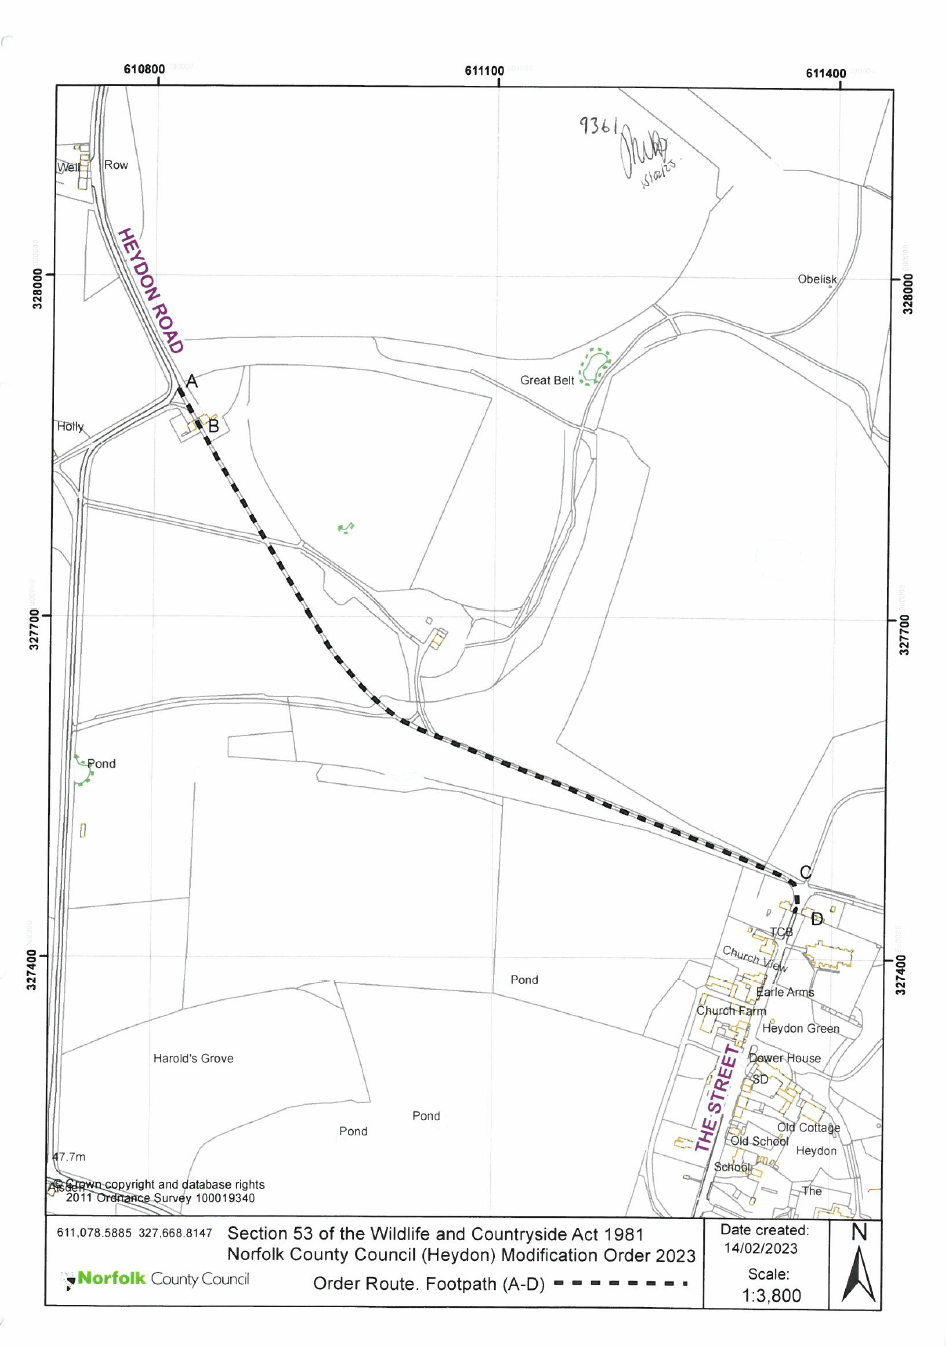 610800
611100
611400
9361
Well
Row
HEYDON ROAD
328000
328000
Obelisk
Great Belt
A
B
Holly
327700
327700
Pond
C
D
TCB
Church View
327400
327400
Pond
Earle Arms
Church Farm
Heydon Green
Harold's Grove
Dower House
SD
THE STREET
Pond
Pond
Old Cottage
Old School
Heydon
School
47.7m
The
© Crown copyright and database rights
2011 Ordnance Survey 100019340
611,078.5885 327,668.8147
Section 53 of the Wildlife and Countryside Act 1981
Norfolk County Council (Heydon) Modification Order 2023
Norfolk County Council
Order Route. Footpath (A-D)
Date created:
14/02/2023
Scale:
1:3,800
N